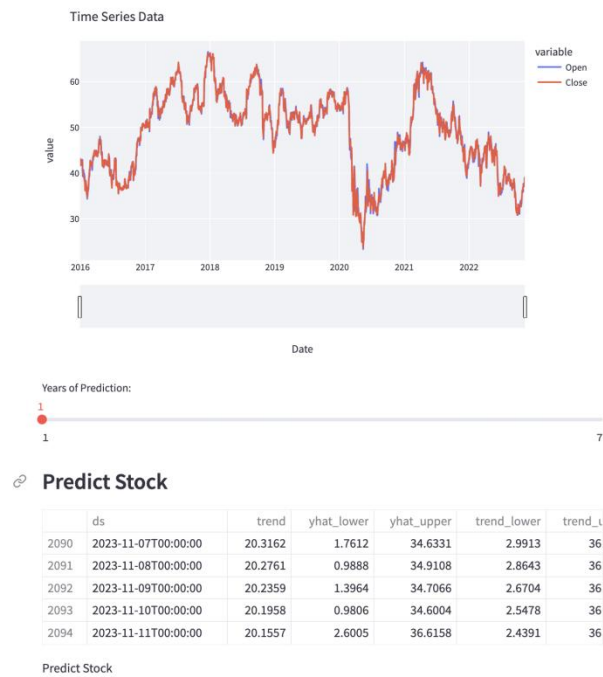 Time Series Data
variable
Open
Close
value
60
50
40
30
2016 2017 2018 2019 2020 2021 2022
Date
Years of Prediction:
1
1 7
Predict Stock
ds trend yhat_lower yhat_upper trend_lower trend_u
2090 2023-11-07T00:00:00 20.3162 1.7612 34.6331 2.9913 36
2091 2023-11-08T00:00:00 20.2761 0.9888 34.9108 2.8643 36
2092 2023-11-09T00:00:00 20.2359 1.3964 34.7066 2.6704 36
2093 2023-11-10T00:00:00 20.1958 0.9806 34.6004 2.5478 36
2094 2023-11-11T00:00:00 20.1557 2.6005 36.6158 2.4391 36
Predict Stock